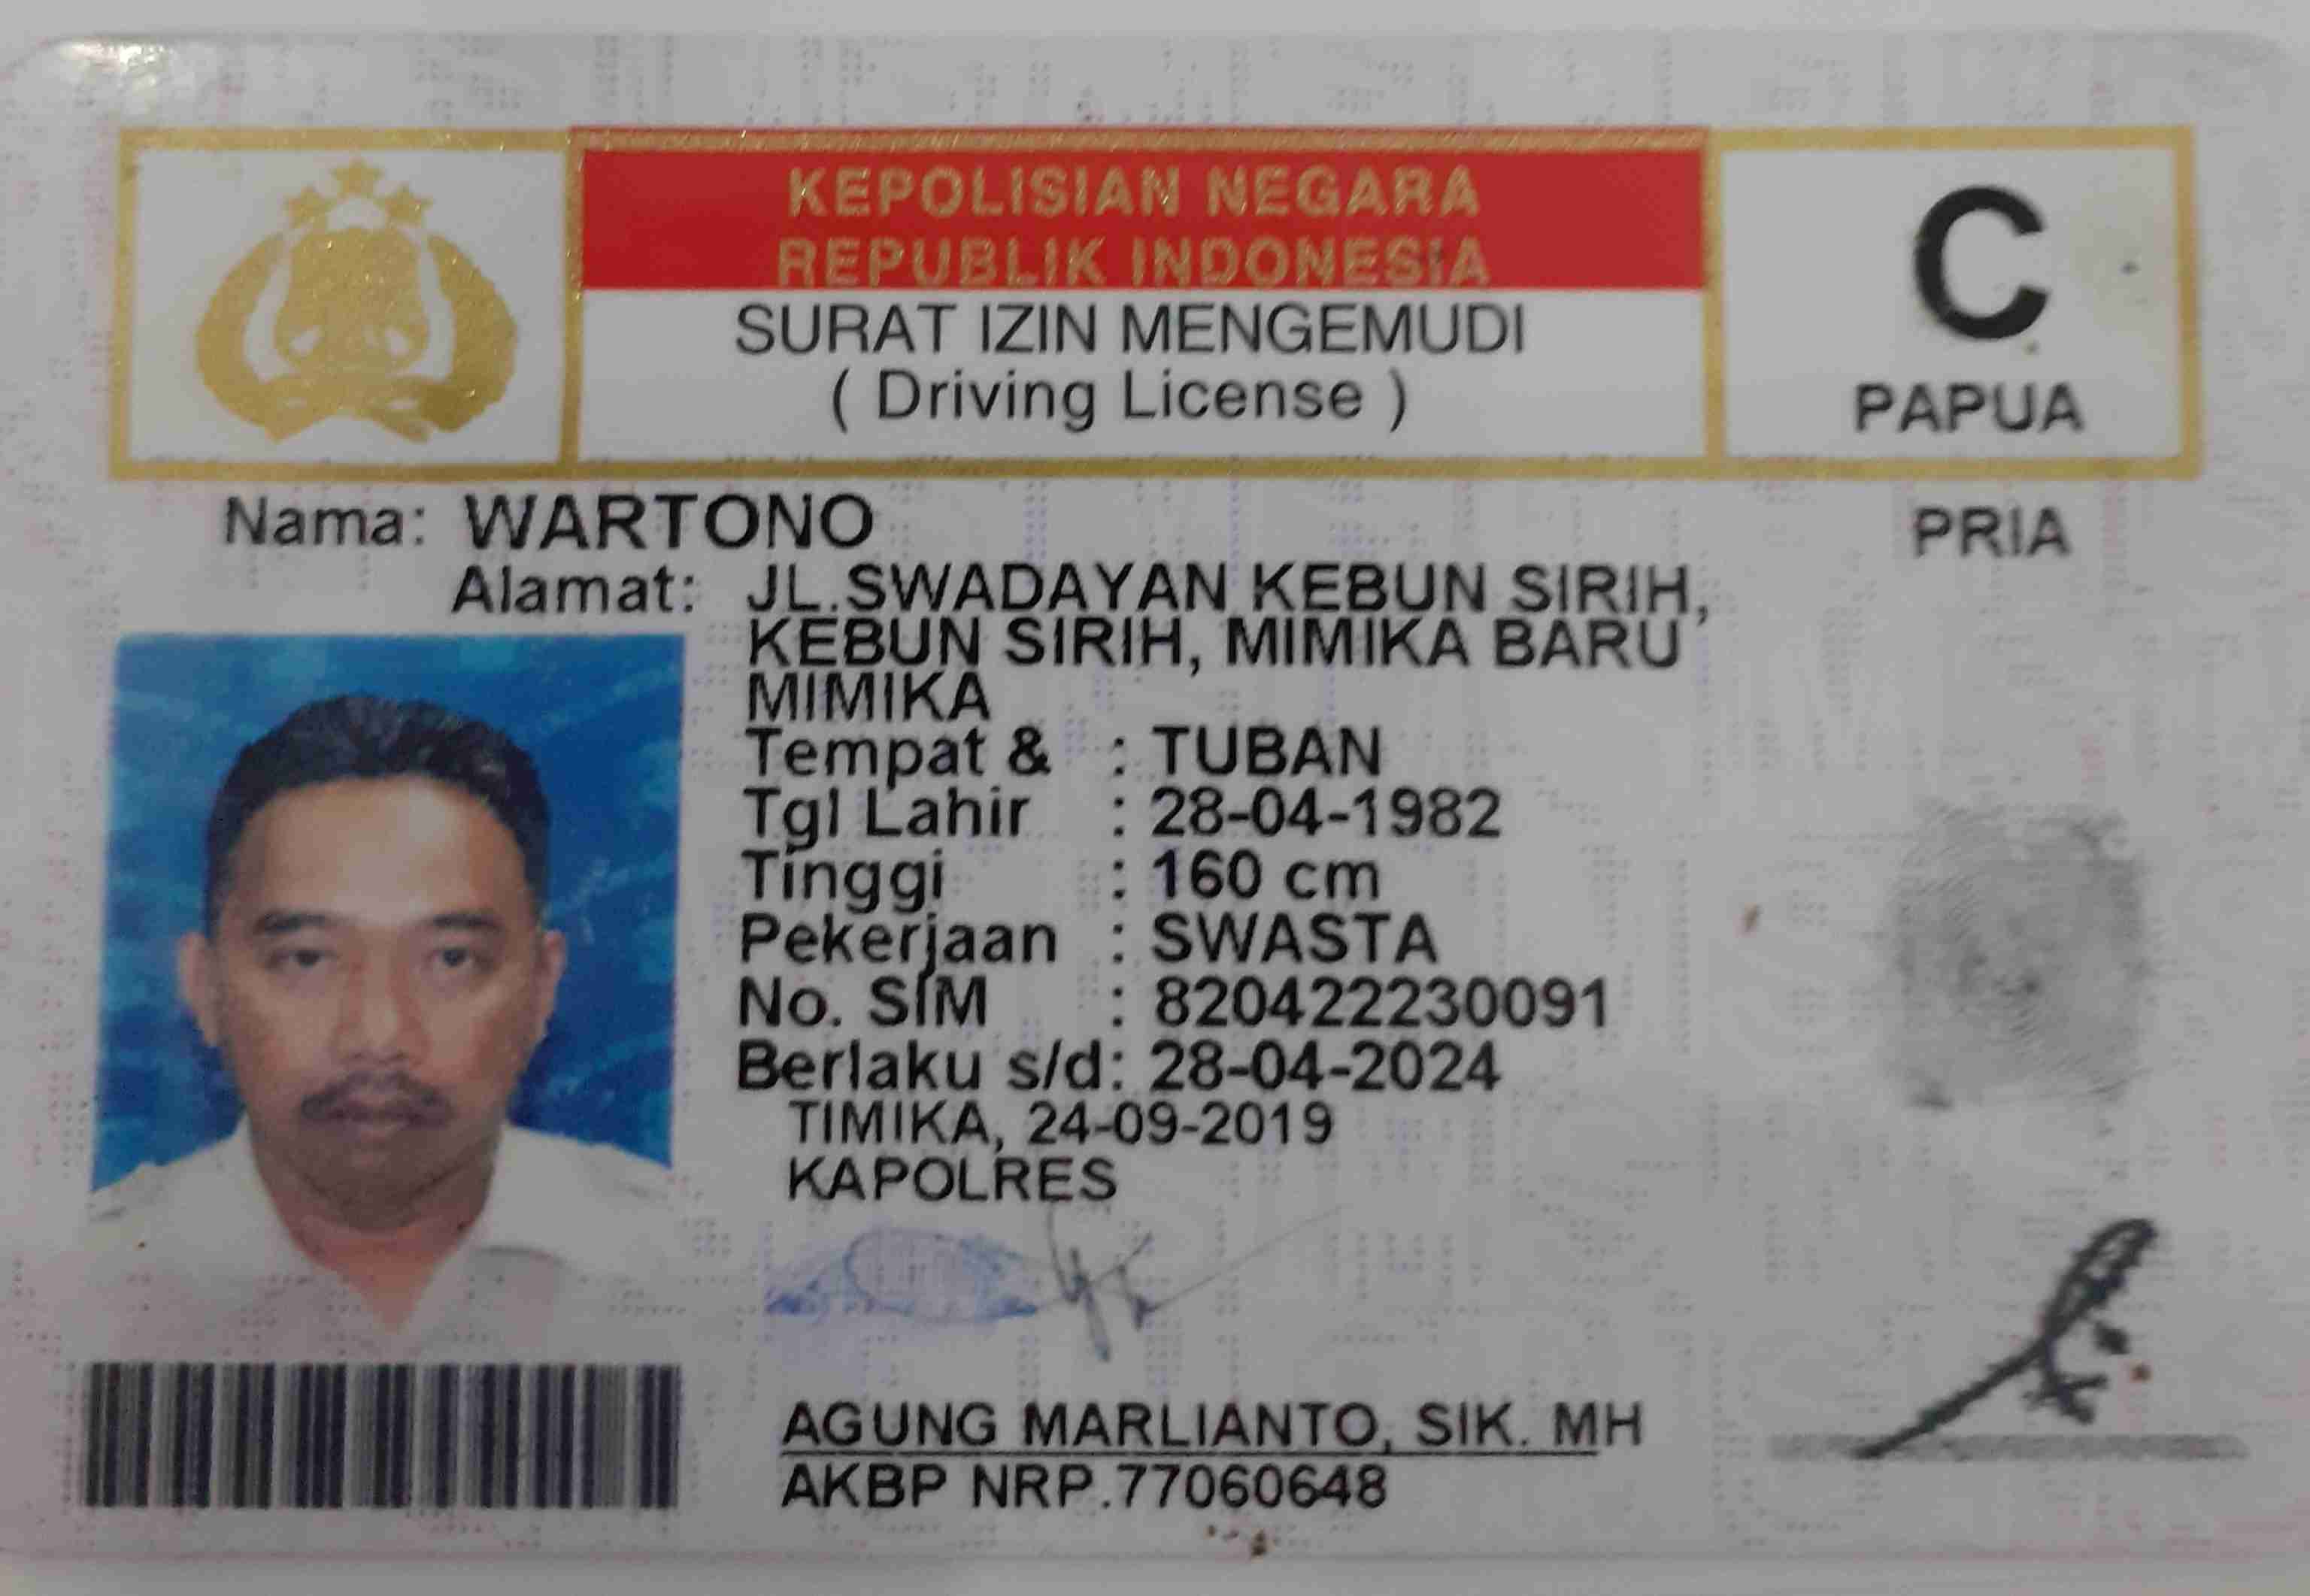 KEPOLISIAN NEGARA
REPUBLIK INDONESIA
SURAT IZIN MENGEMUDI
( Driving License )
C
PAPUA
Nama: WARTONO
PRIA
Alamat: JL.SWADAYAN KEBUN SIRIH,
KEBUN SIRIH, MIMIKA BARU
MIMIKA
Tempat & : TUBAN
Tgl Lahir : 28-04-1982
Tinggi : 160 cm
Pekerjaan : SWASTA
No. SIM : 820422230091
Berlaku s/d: 28-04-2024
TIMIKA, 24-09-2019
KAPOLRES
AGUNG MARLIANTO, SIK. MH
AKBP NRP.77060648